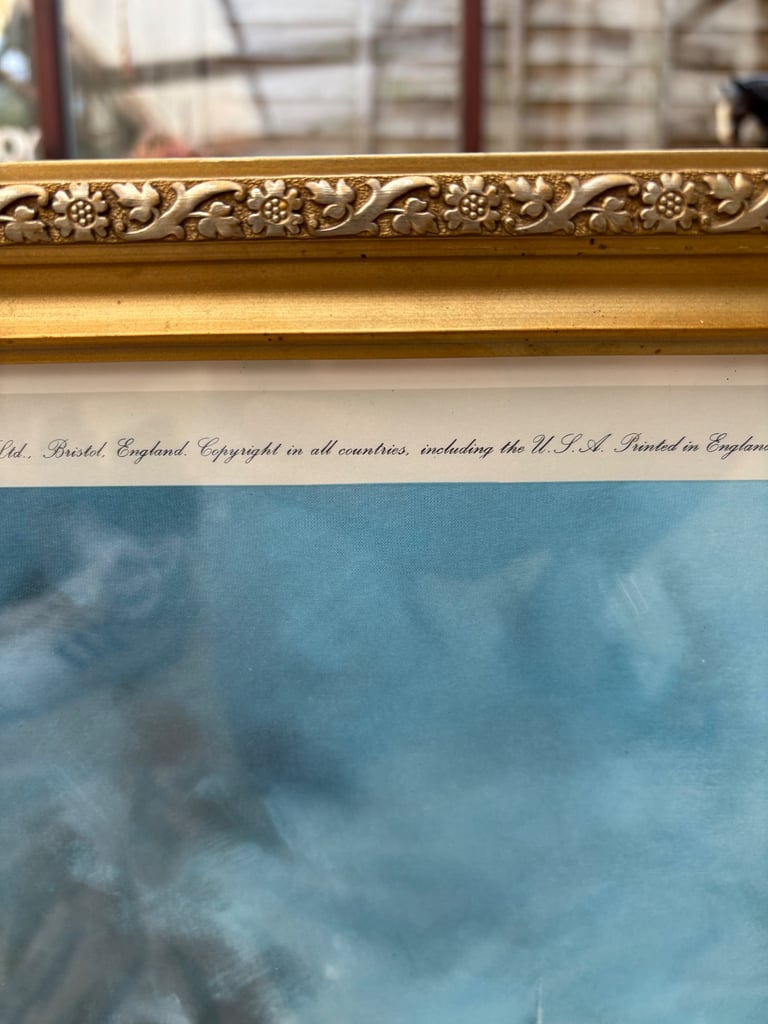 Ltd., Bristol, England. Copyright in all countries, including the U.S.A. Printed in England